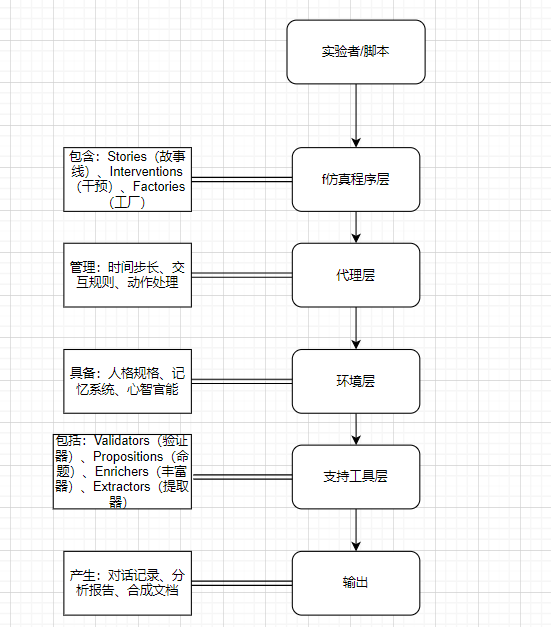 实验者/脚本
包含：Stories（故事
线）、Interventions
（干预）、Factories
（工厂）
f仿真程序层
管理：时间步长、交
互规则、动作处理
代理层
具备：人格规格、记
忆系统、心智官能
环境层
包括：Validators（验证
器）、Propositions（命
题）、Enrichers（丰富
器）、Extractors（提取
器）
支持工具层
产生：对话记录、分
析报告、合成文档
输出